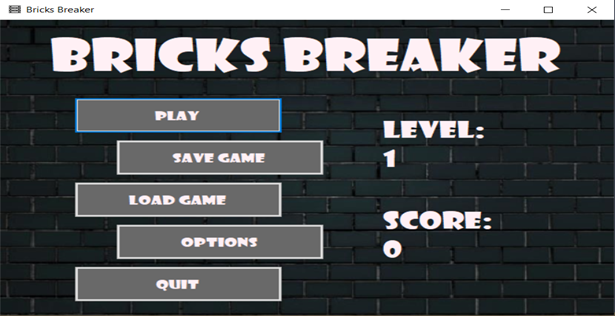 Bricks Breaker
BRICKS BREAKER
PLAY
SAVE GAME
LOAD GAME
OPTIONS
QUIT
LEVEL:
1
SCORE:
0